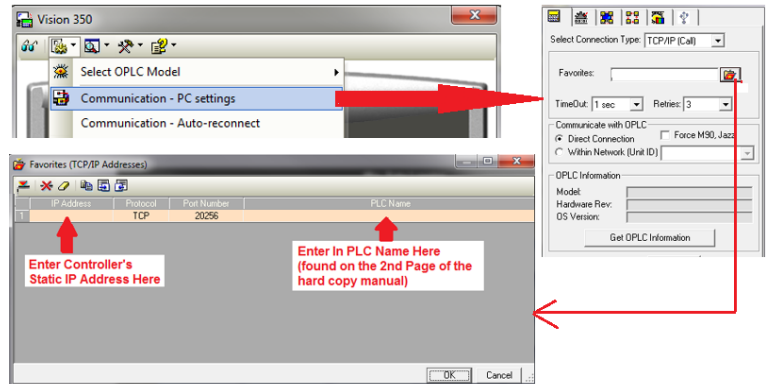 Vision 350
Select OPLC Model
Communication - PC settings
Communication - Auto-reconnect
Select Connection Type: TCP/IP (Call)
Favorites:
TimeOut: 1 sec Retries: 3
Communicate with OPLC
Direct Connection Force M90, Jazz
Within Network (Unit ID)
OPLC Information
Model:
Hardware Rev:
OS Version:
Get OPLC Information
Favorites (TCP/IP Addresses)
IP Address Protocol Port Number PLC Name
1 TCP 20256
Enter Controller's
Static IP Address Here
Enter In PLC Name Here
(found on the 2nd Page of the
hard copy manual)
OK Cancel